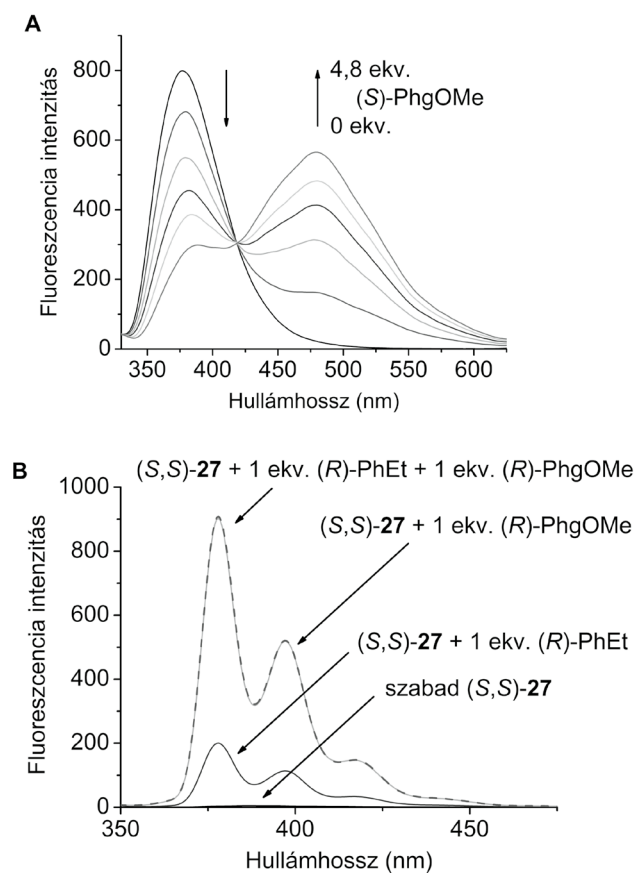 A
800
600
400
200
0
Fluoreszcencia intenzitás
4,8 ekv.
(S)-PhgOMe
0 ekv.
350 400 450 500 550 600
Hullámhossz (nm)
B
(S,S)-27 + 1 ekv. (R)-PhEt + 1 ekv. (R)-PhgOMe
(S,S)-27 + 1 ekv. (R)-PhgOMe
(S,S)-27 + 1 ekv. (R)-PhEt
szabad (S,S)-27
1000
800
600
400
200
0
Fluoreszcencia intenzitás
350 400 450
Hullámhossz (nm)